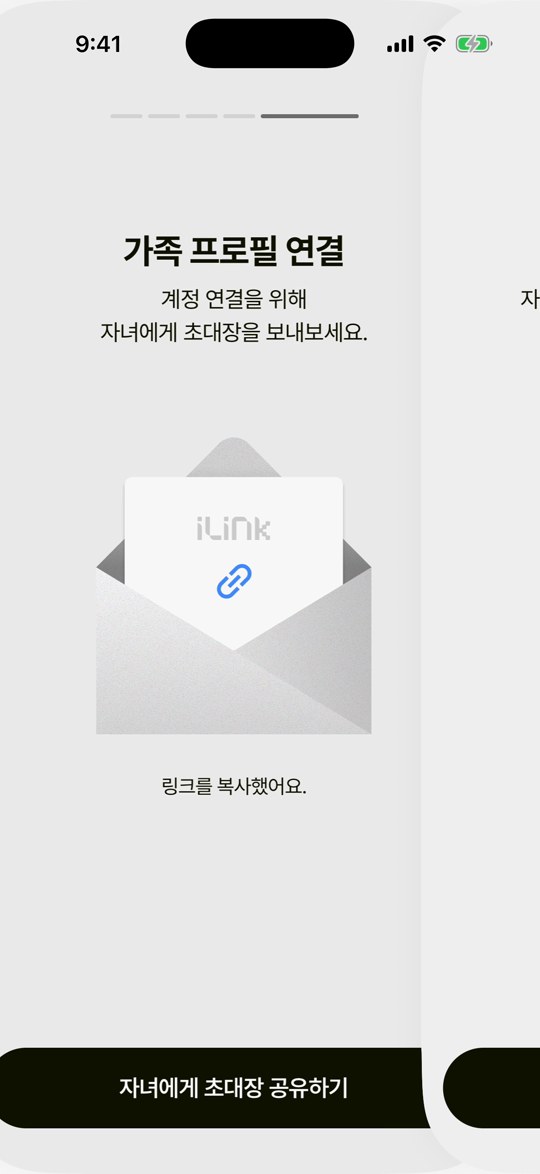 9:41
가족 프로필 연결
계정 연결을 위해
자녀에게 초대장을 보내보세요.
자
iLink
링크를 복사했어요.
자녀에게 초대장 공유하기